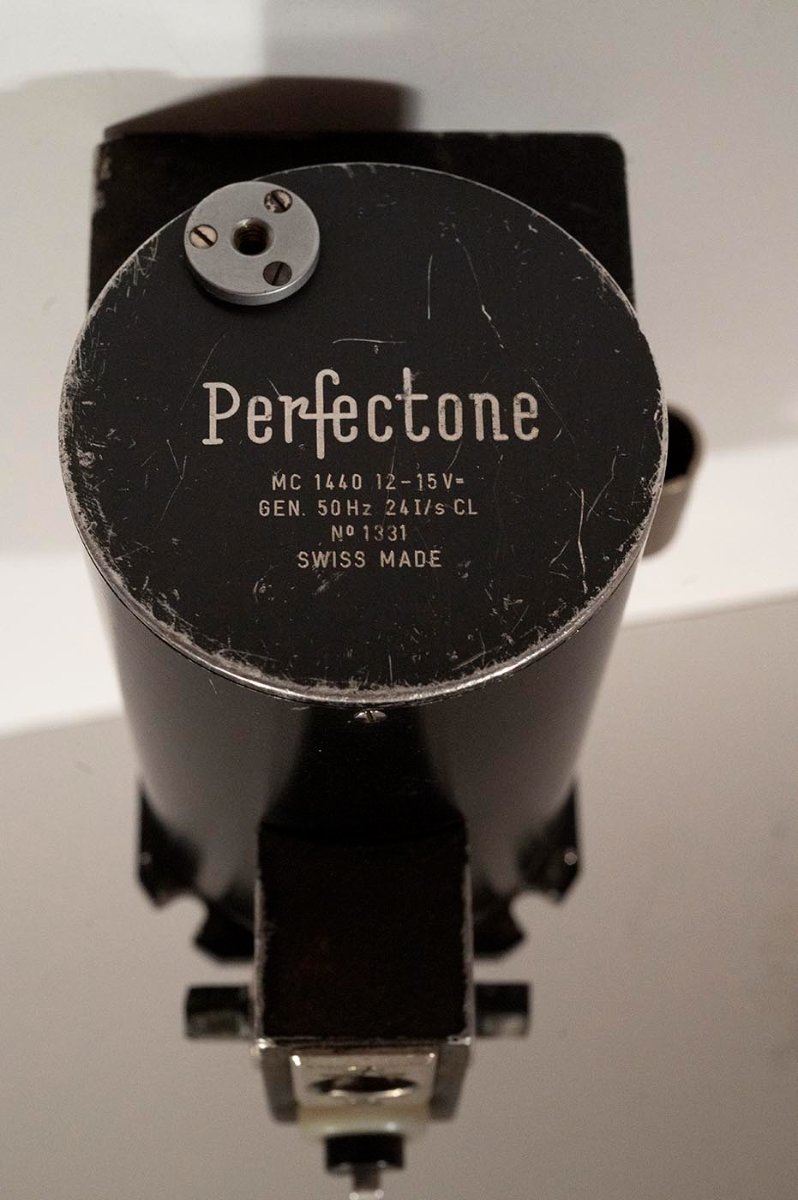 Perfectone
MC 1440 12-15V=
GEN. 50Hz 24I/s CL
Nº 1331
SWISS MADE